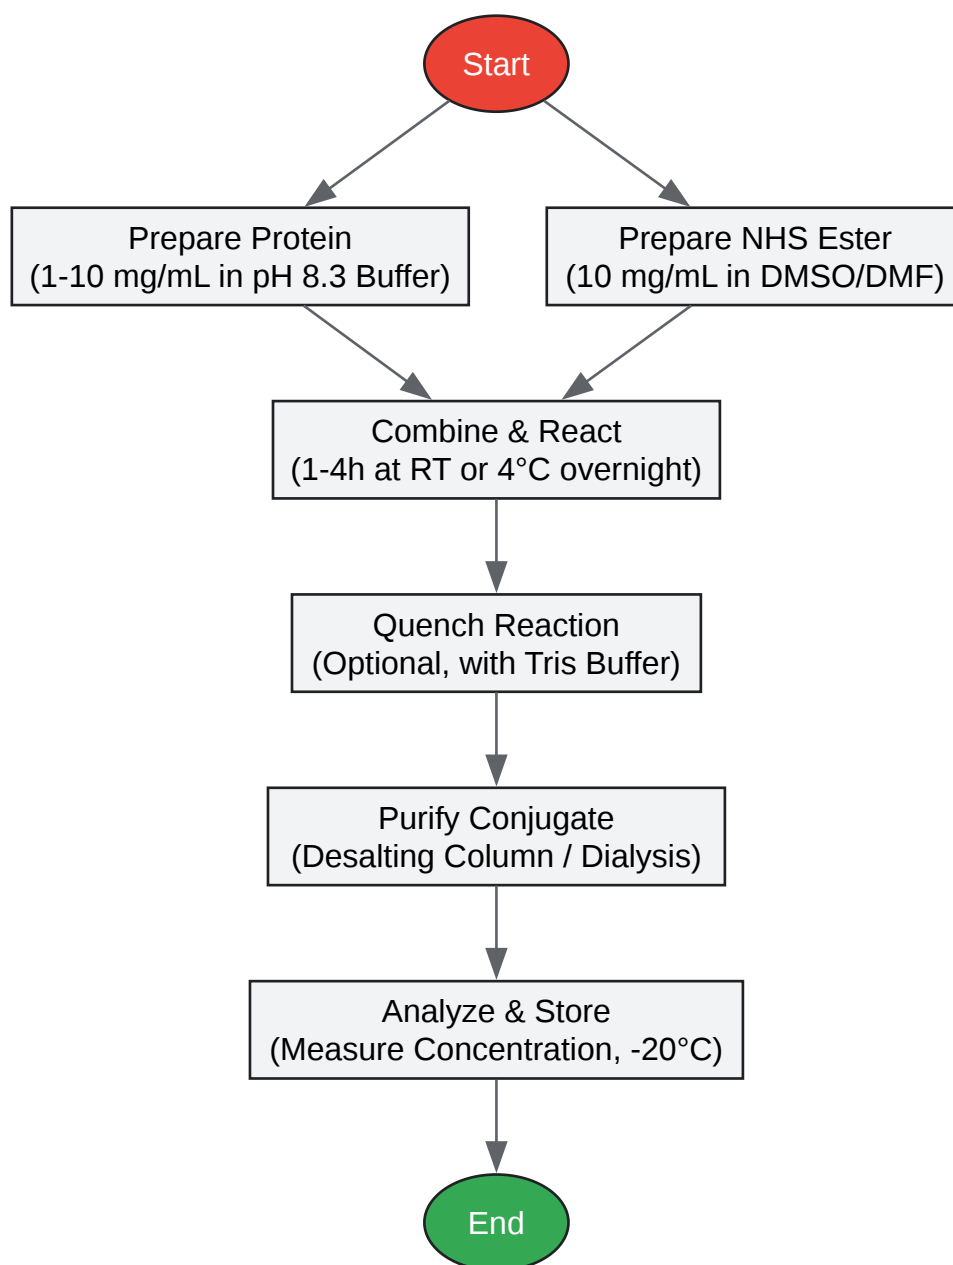 Start
Prepare Protein
(1-10 mg/mL in pH 8.3 Buffer)
Prepare NHS Ester
(10 mg/mL in DMSO/DMF)
Combine & React
(1-4h at RT or 4°C overnight)
Quench Reaction
(Optional, with Tris Buffer)
Purify Conjugate
(Desalting Column / Dialysis)
Analyze & Store
(Measure Concentration, -20°C)
End